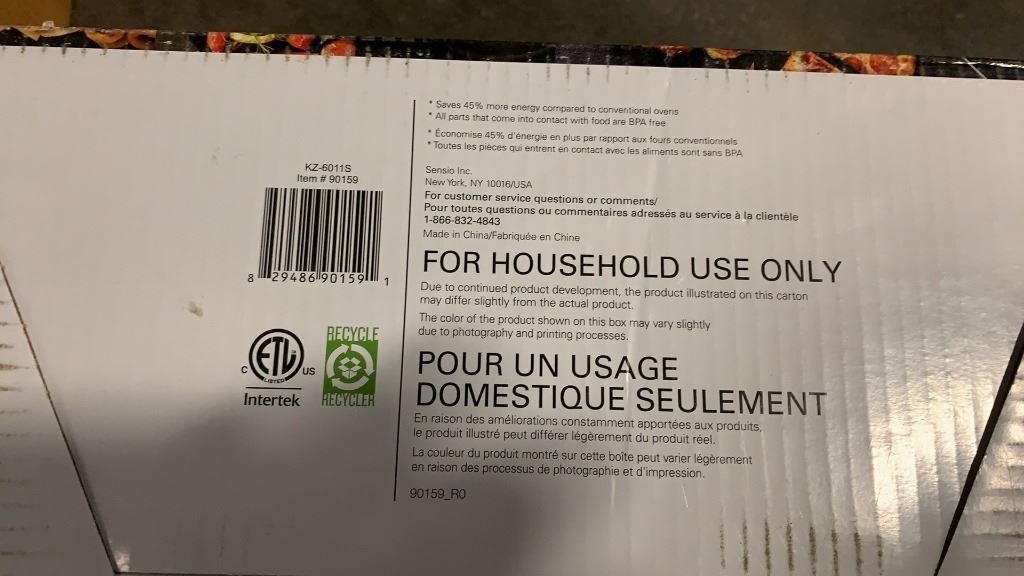 * Saves 45% more energy compared to conventional ovens
* All parts that come into contact with food are BPA free
* Économise 45% d'énergie en plus par rapport aux fours conventionnels
* Toutes les pièces qui entrent en contact avec les aliments sont sans BPA
KZ-6011S
Item # 90159
8 29486 90159 1
C ETL US
LISTED
Intertek
RECYCLE
RECYCLER
Sensio Inc.
New York, NY 10016/USA
For customer service questions or comments/
Pour toutes questions ou commentaires adressés au service à la clientèle
1-866-832-4843
Made in China/Fabriquée en Chine
FOR HOUSEHOLD USE ONLY
Due to continued product development, the product illustrated on this carton
may differ slightly from the actual product.
The color of the product shown on this box may vary slightly
due to photography and printing processes.
POUR UN USAGE
DOMESTIQUE SEULEMENT
En raison des améliorations constamment apportées aux produits,
le produit illustré peut différer légèrement du produit réel.
La couleur du produit montré sur cette boîte peut varier légèrement
en raison des processus de photographie et d'impression.
90159_R0